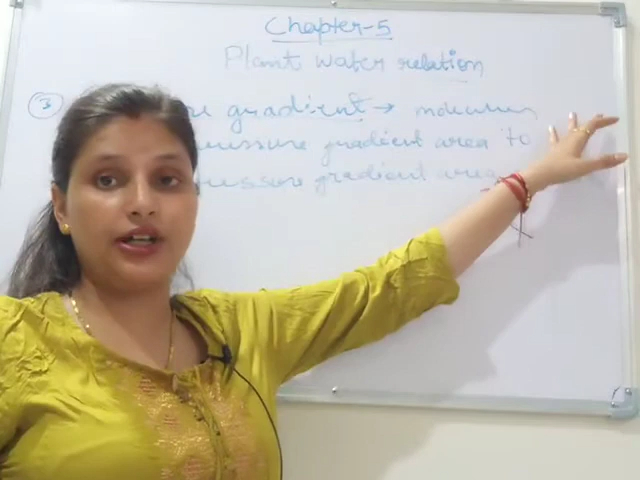 Chapter-5
Plant water relation
③ gradient → molecules
pressure gradient area to
pressure gradient area